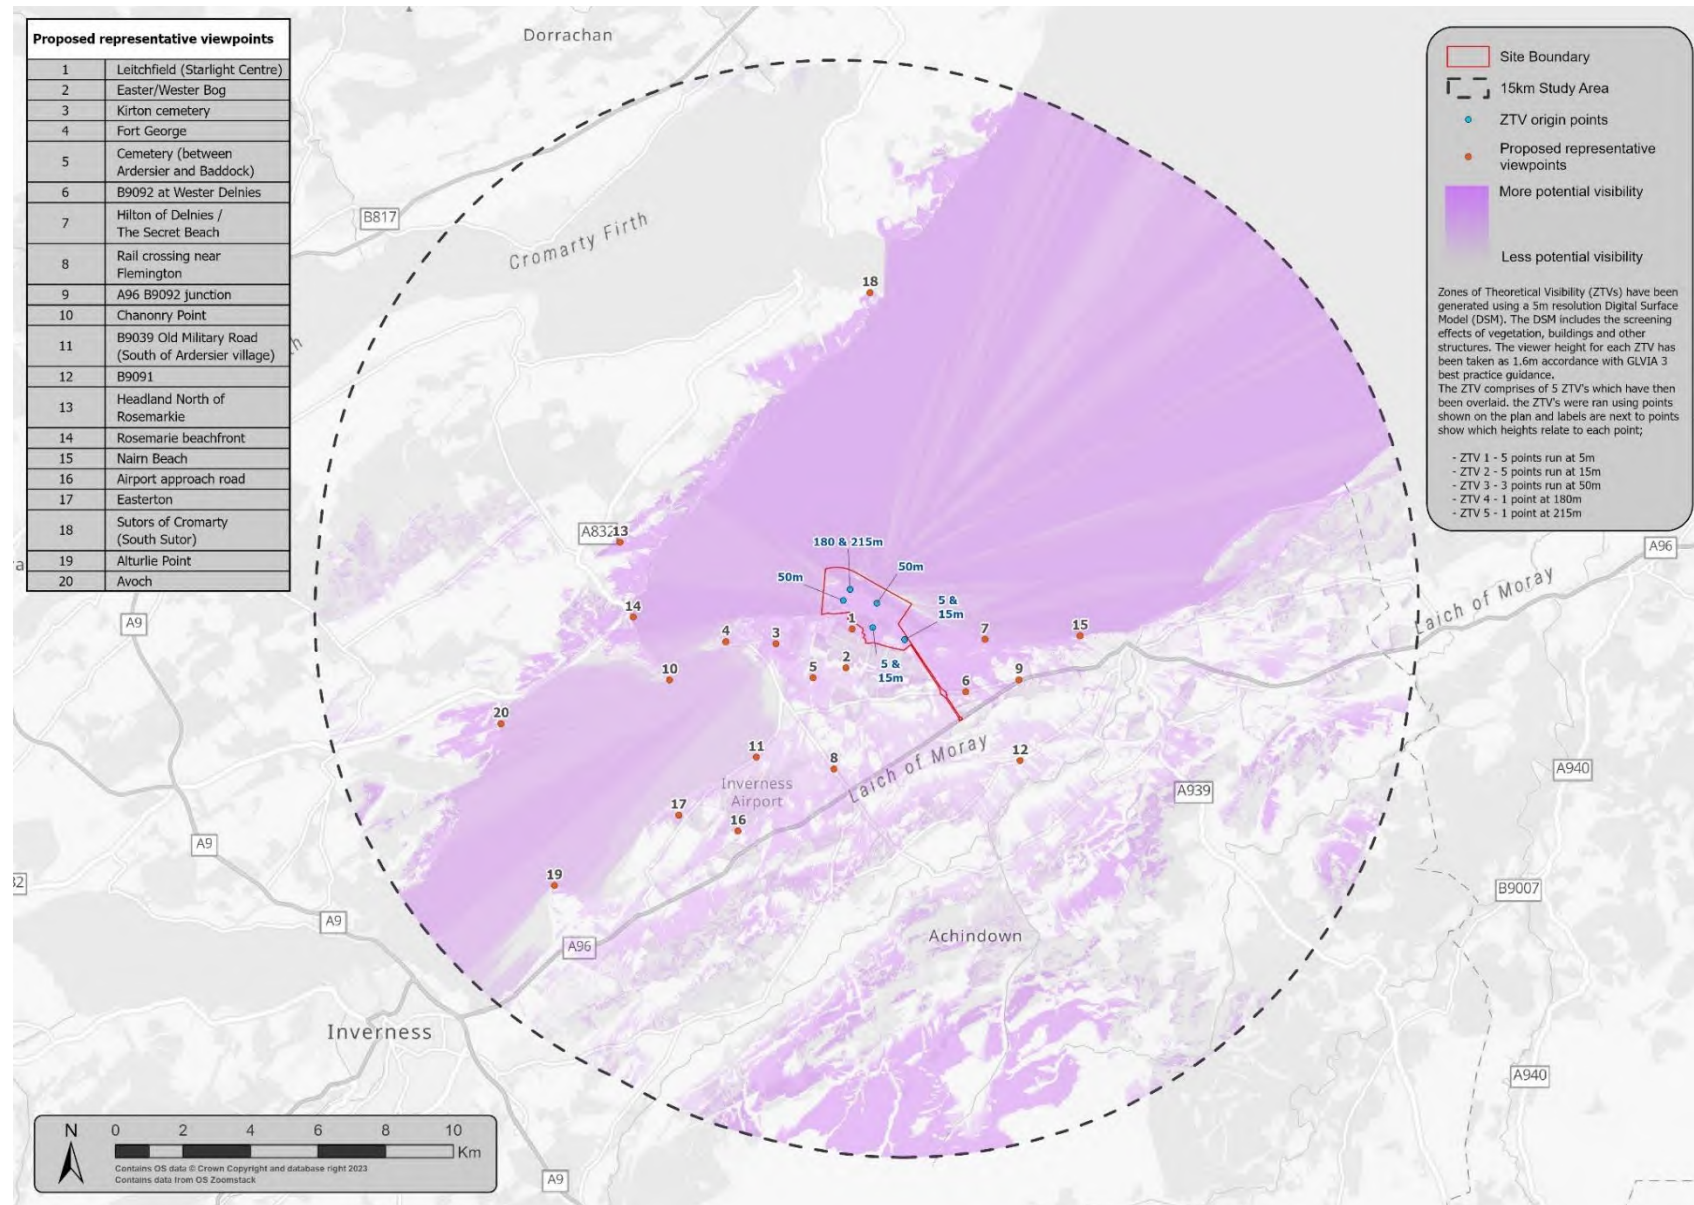 Proposed representative viewpoints
1 Leitchfield (Starlight Centre)
2 Easter/Wester Bog
3 Kirton cemetery
4 Fort George
5 Cemetery (between
Ardersier and Baddock)
6 B9092 at Wester Delnies
7 Hilton of Delnies /
The Secret Beach
8 Rail crossing near
Flemington
9 A96 B9092 junction
10 Chanonry Point
11 B9039 Old Military Road
(South of Ardersier village)
12 B9091
13 Headland North of
Rosemarkie
14 Rosemarie beachfront
15 Nairn Beach
16 Airport approach road
17 Easterton
18 Sutors of Cromarty
(South Sutor)
19 Alturlie Point
20 Avoch
Site Boundary
15km Study Area
ZTV origin points
Proposed representative
viewpoints
More potential visibility
Less potential visibility
Zones of Theoretical Visibility (ZTVs) have been
generated using a 5m resolution Digital Surface
Model (DSM). The DSM includes the screening
effects of vegetation, buildings and other
structures. The viewer height for each ZTV has
been taken as 1.6m accordance with GLVIA 3
best practice guidance.
The ZTV comprises of 5 ZTV's which have then
been overlaid. the ZTV's were ran using points
shown on the plan and labels are next to points
show which heights relate to each point;
- ZTV 1 - 5 points run at 5m
- ZTV 2 - 5 points run at 15m
- ZTV 3 - 3 points run at 50m
- ZTV 4 - 1 point at 180m
- ZTV 5 - 1 point at 215m
Dorrachan
B817
Cromarty Firth
18
th
A832
13
a
A96
180 & 215m
50m
50m
5 &
15m
Laich of Moray
14
A9
4
3
1
7
15
2
5
5 &
15m
10
6
9
20
11
8
Laich of Moray
12
A940
Inverness
Airport
A939
17
16
A9
32
19
B9007
A9
A96
Achindown
Inverness
A940
N
0 2 4 6 8 10
Km
Contains OS data © Crown Copyright and database right 2023
Contains data from OS Zoomstack
A9